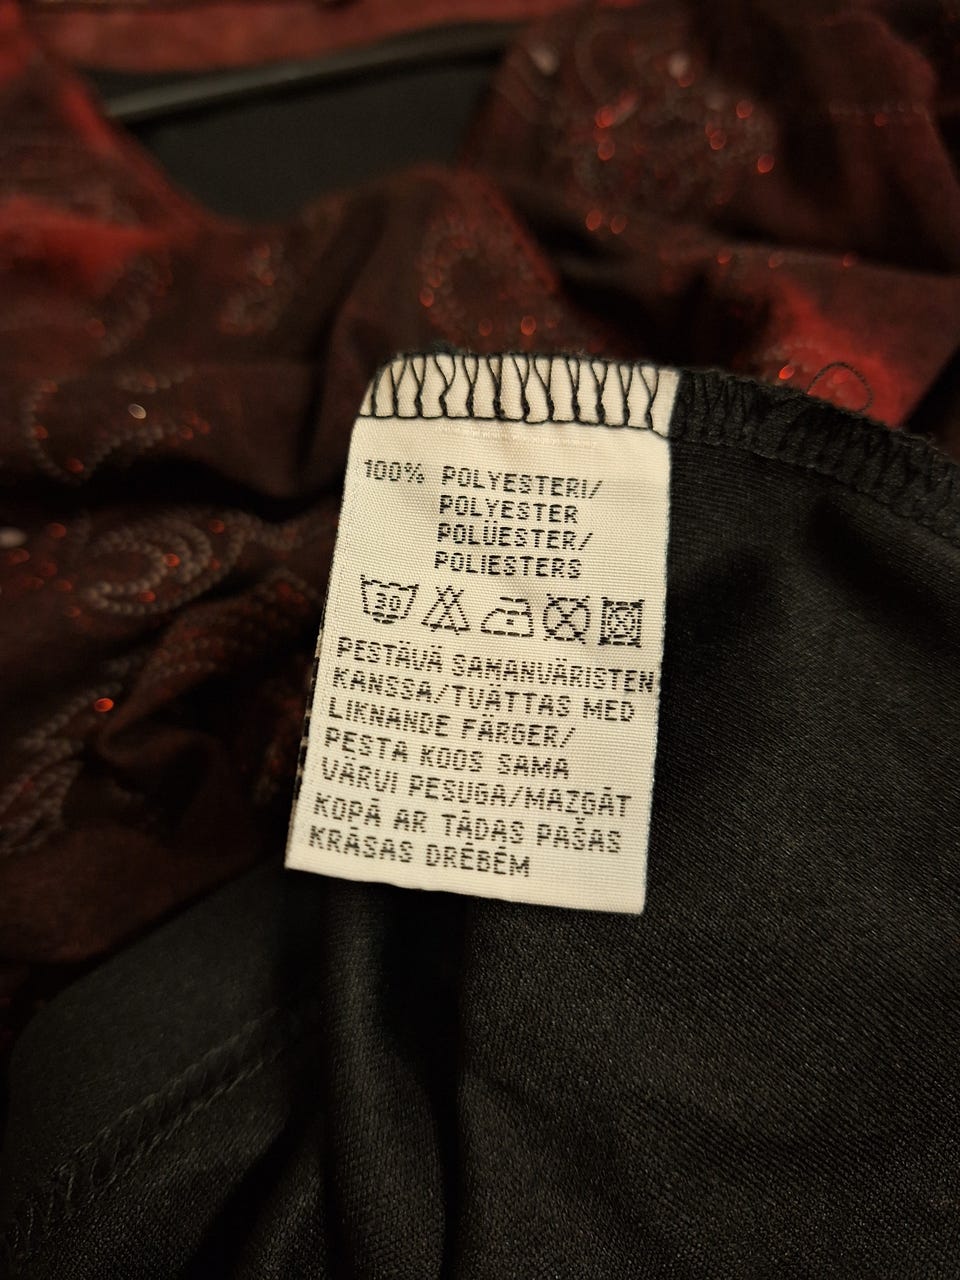 100% POLYESTERI/
POLYESTER
POLÜESTER/
POLIESTERS
30
PESTÄVÄ SAMANVÄRISTEN
KANSSA/TVÄTTAS MED
LIKNANDE FÄRGER/
PESTA KOOS SAMA
VÄRVI PESUGA/MAZGĀT
KOPĀ AR TĀDAS PAŠAS
KRĀSAS DRĒBĒM